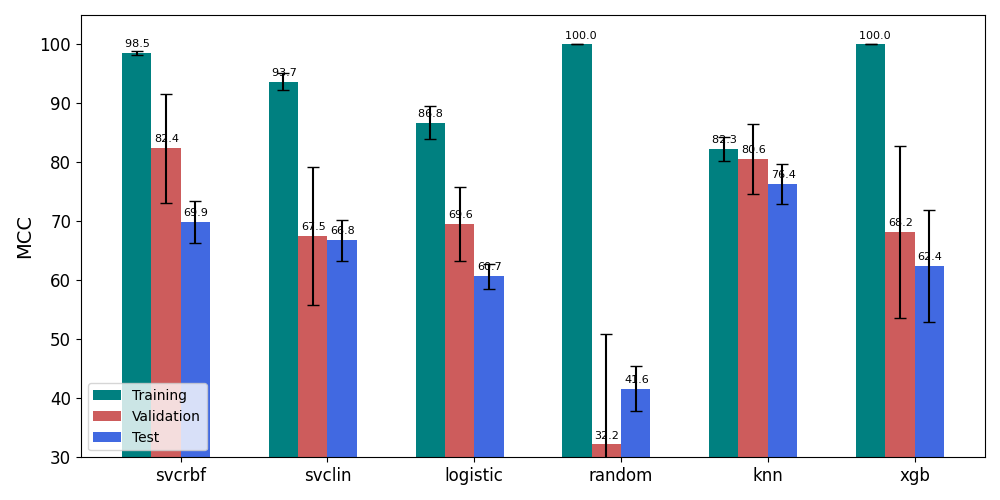 MCC
100
90
80
70
60
50
40
30
98.5
82.4
69.9
93.7
67.5
66.8
86.8
69.6
60.7
100.0
32.2
41.6
82.3
80.6
76.4
100.0
68.2
62.4
Training
Validation
Test
svcrbf
svclin
logistic
random
knn
xgb